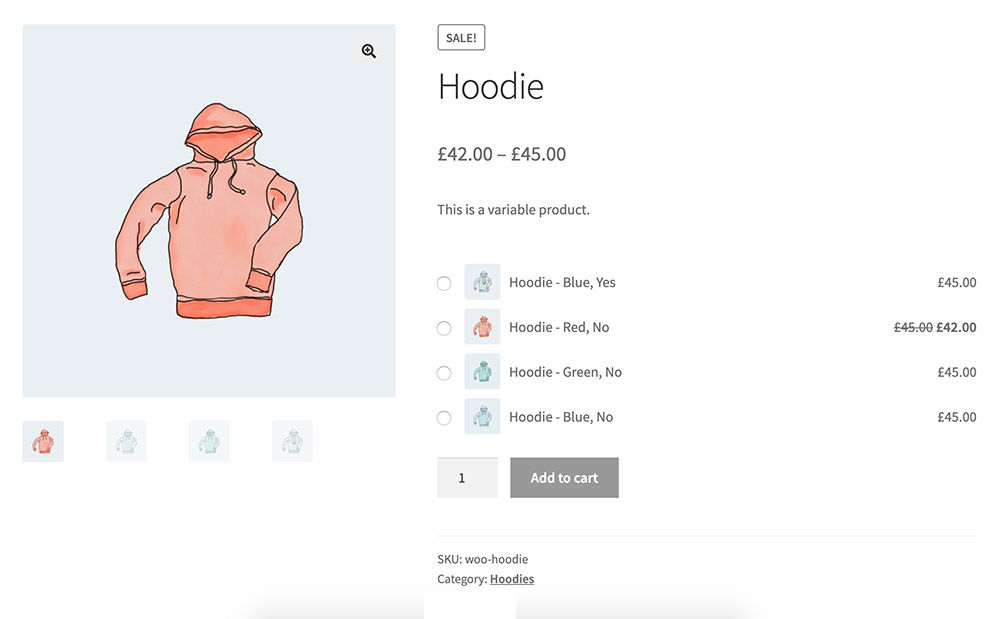 SALE!
Hoodie
£42.00 – £45.00
This is a variable product.
Hoodie - Blue, Yes £45.00
Hoodie - Red, No £45.00 £42.00
Hoodie - Green, No £45.00
Hoodie - Blue, No £45.00
1 Add to cart
SKU: woo-hoodie
Category: Hoodies